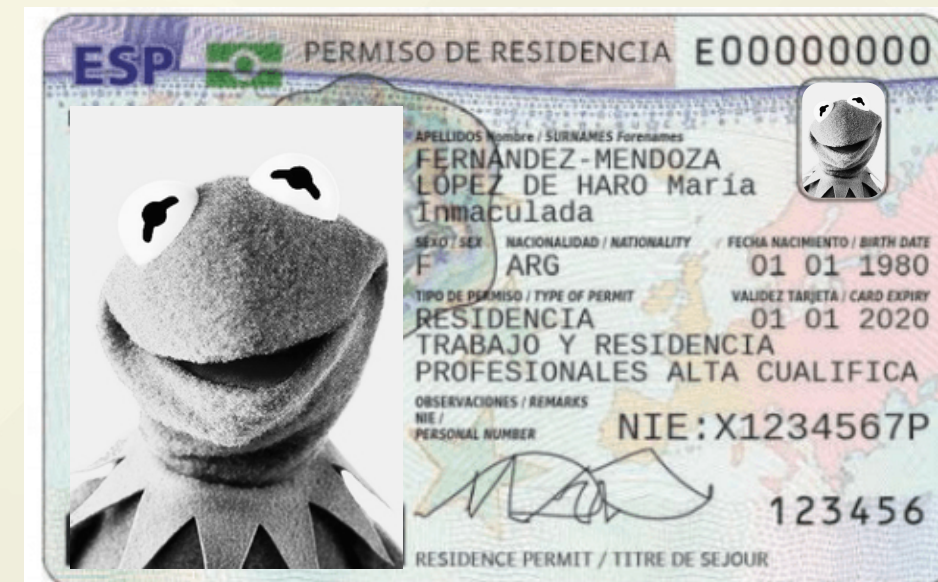 ESP
PERMISO DE RESIDENCIA E00000000
APELLIDOS Nombre / SURNAMES Forenames
FERNÁNDEZ-MENDOZA
LÓPEZ DE HARO María
Inmaculada
SEXO / SEX NACIONALIDAD / NATIONALITY FECHA NACIMIENTO / BIRTH DATE
F ARG 01 01 1980
TIPO DE PERMISO / TYPE OF PERMIT VALIDEZ TARJETA / CARD EXPIRY
RESIDENCIA 01 01 2020
TRABAJO Y RESIDENCIA
PROFESIONALES ALTA CUALIFICA
OBSERVACIONES / REMARKS
NIE /
PERSONAL NUMBER NIE:X1234567P
123456
RESIDENCE PERMIT / TITRE DE SEJOUR